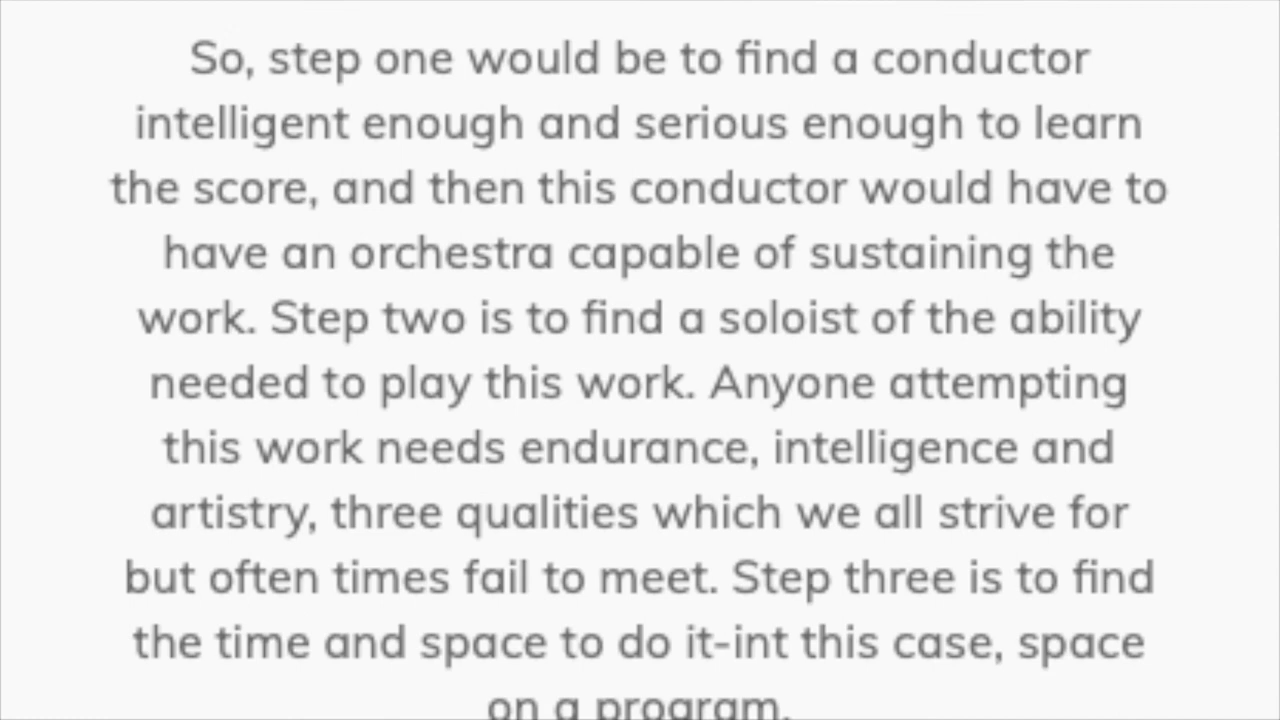 So, step one would be to find a conductor
intelligent enough and serious enough to learn
the score, and then this conductor would have to
have an orchestra capable of sustaining the
work. Step two is to find a soloist of the ability
needed to play this work. Anyone attempting
this work needs endurance, intelligence and
artistry, three qualities which we all strive for
but often times fail to meet. Step three is to find
the time and space to do it-int this case, space
on a program.